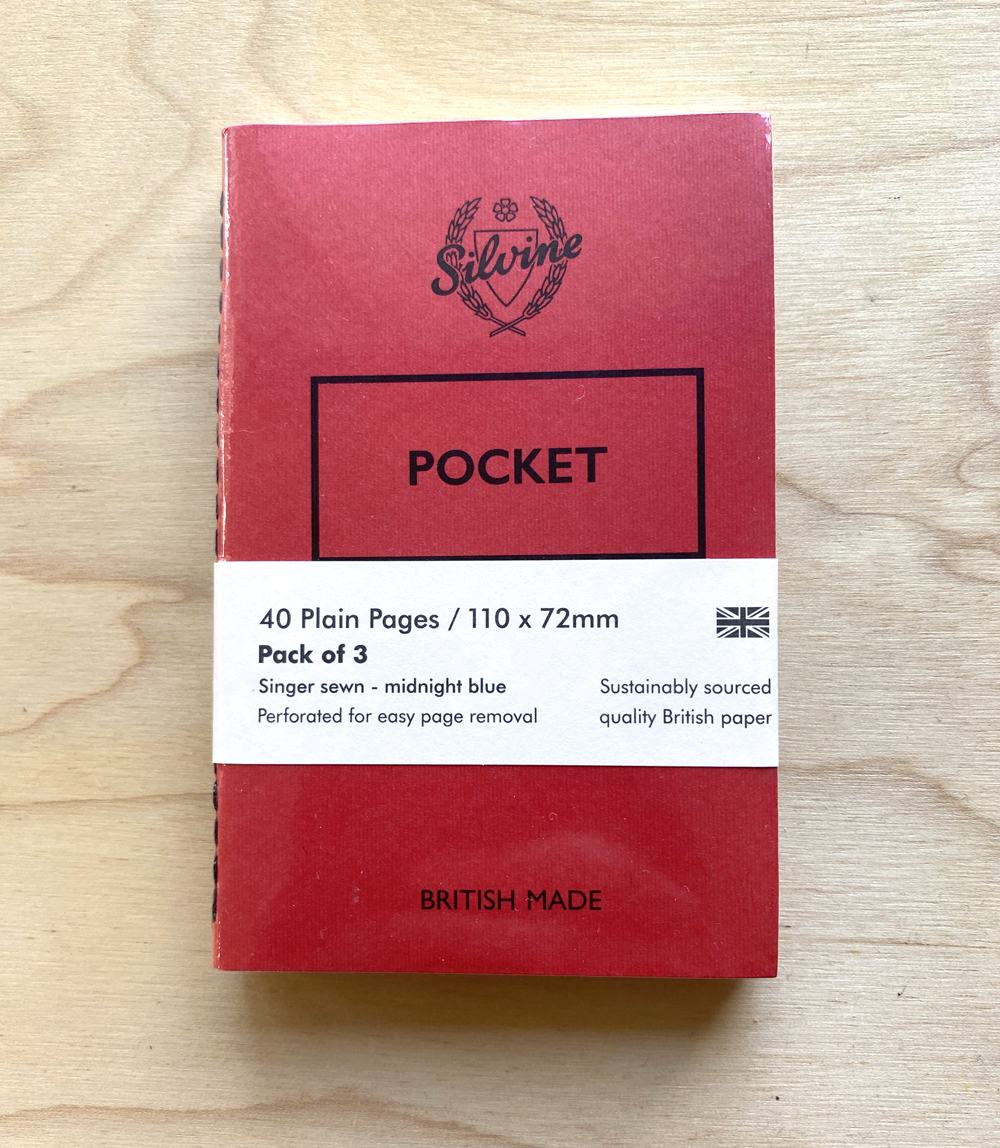 Silvine
POCKET
40 Plain Pages / 110 x 72mm
Pack of 3
Singer sewn - midnight blue
Perforated for easy page removal
Sustainably sourced
quality British paper
BRITISH MADE